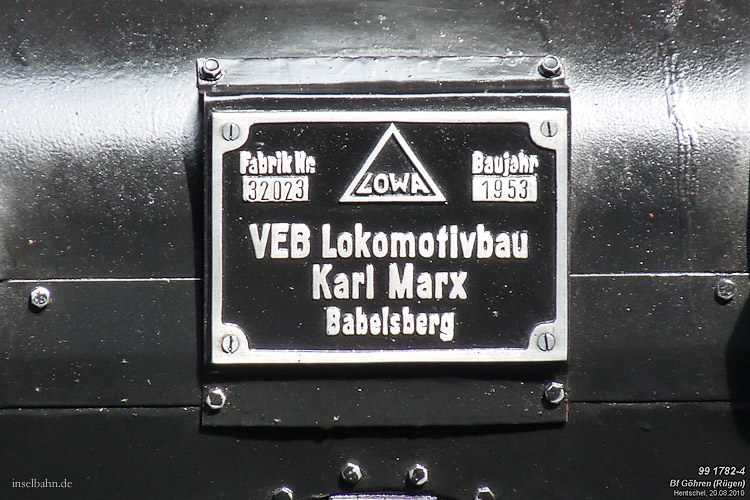 Fabrik Nr.
32023
LOWA
Baujahr
1953
VEB Lokomotivbau
Karl Marx
Babelsberg
inselbahn.de
99 1782-4
Bf Göhren (Rügen)
Hentschel, 20.08.2010